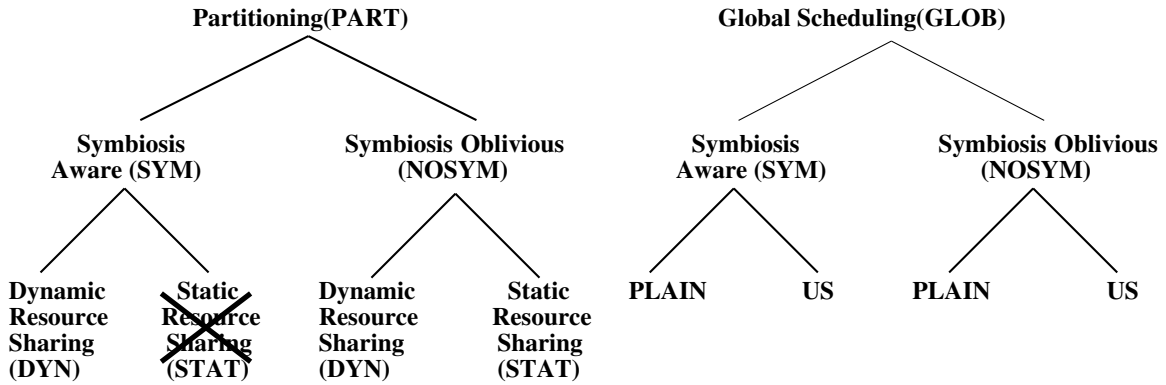 Partitioning(PART)
Global Scheduling(GLOB)
Symbiosis
Aware (SYM)
Symbiosis Oblivious
(NOSYM)
Symbiosis
Aware (SYM)
Symbiosis Oblivious
(NOSYM)
Dynamic
Resource
Sharing
(DYN)
Static
Resource
Sharing
(STAT)
Dynamic
Resource
Sharing
(DYN)
Static
Resource
Sharing
(STAT)
PLAIN
US
PLAIN
US